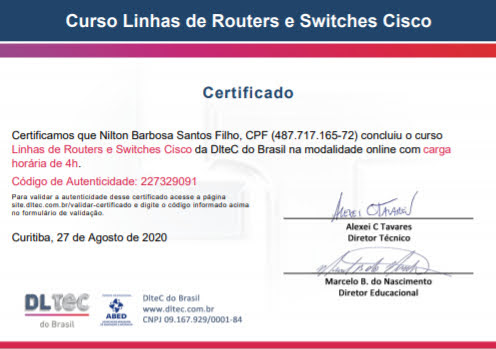 Curso Linhas de Routers e Switches Cisco
Certificado
Certificamos que Nilton Barbosa Santos Filho, CPF (487.717.165-72) concluiu o curso
Linhas de Routers e Switches Cisco da DlteC do Brasil na modalidade online com carga
horária de 4h.
Código de Autenticidade: 227329091
Para validar a autenticidade desse certificado acesse a página
site.dltec.com.br/validar-certificado e digite o código informado acima
no formulário de validação.
Curitiba, 27 de Agosto de 2020
Alexei C Tavares
Diretor Técnico
Marcelo B. do Nascimento
Diretor Educacional
DLTEC
do Brasil
ABED
DlteC do Brasil
www.dltec.com.br
CNPJ 09.167.929/0001-84